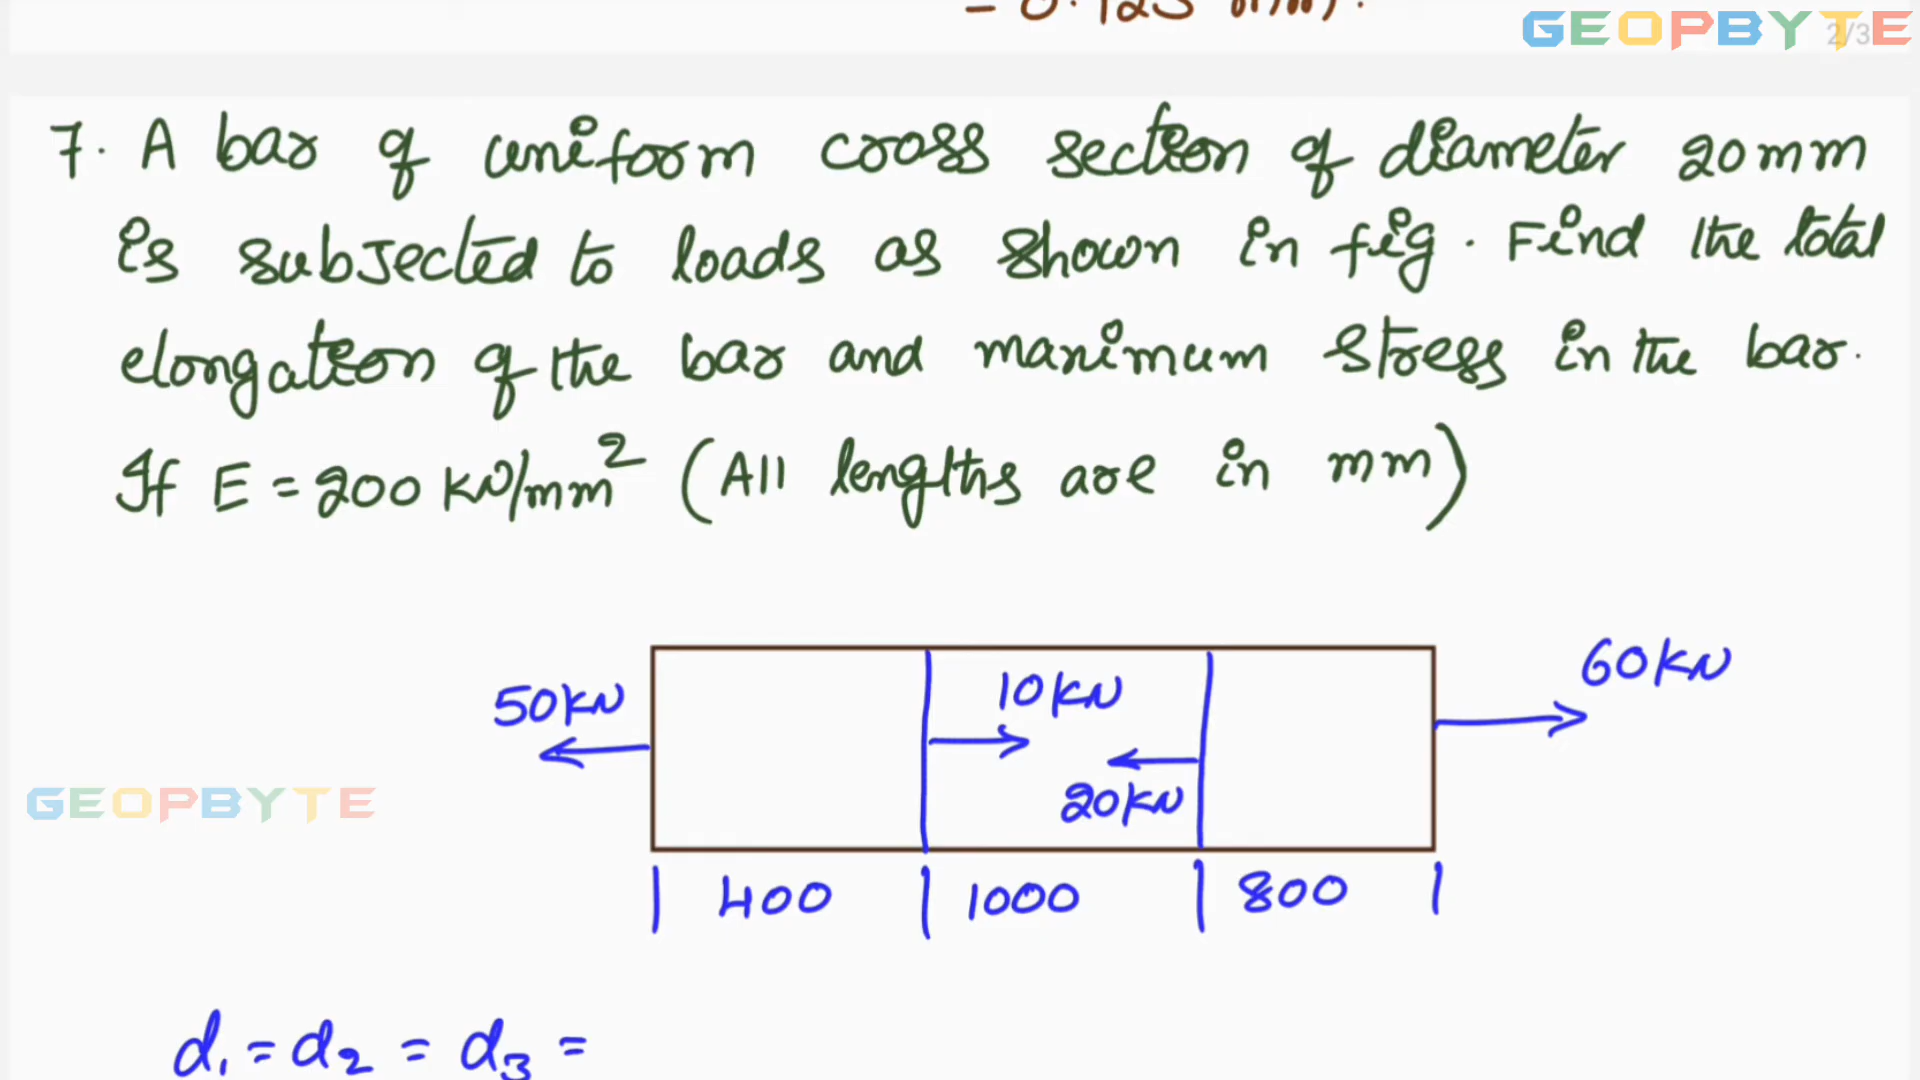 GEOPBYTE
2/3
7. A bar of uniform cross section of diameter 20mm
is subjected to loads as shown in fig. Find the total
elongation of the bar and maximum stress in the bar.
If E = 200 kN/mm² (All lengths are in mm)
60kN
50kN 10kN
20kN
GEOPBYTE
400 1000 800
d₁ = d₂ = d₃ =